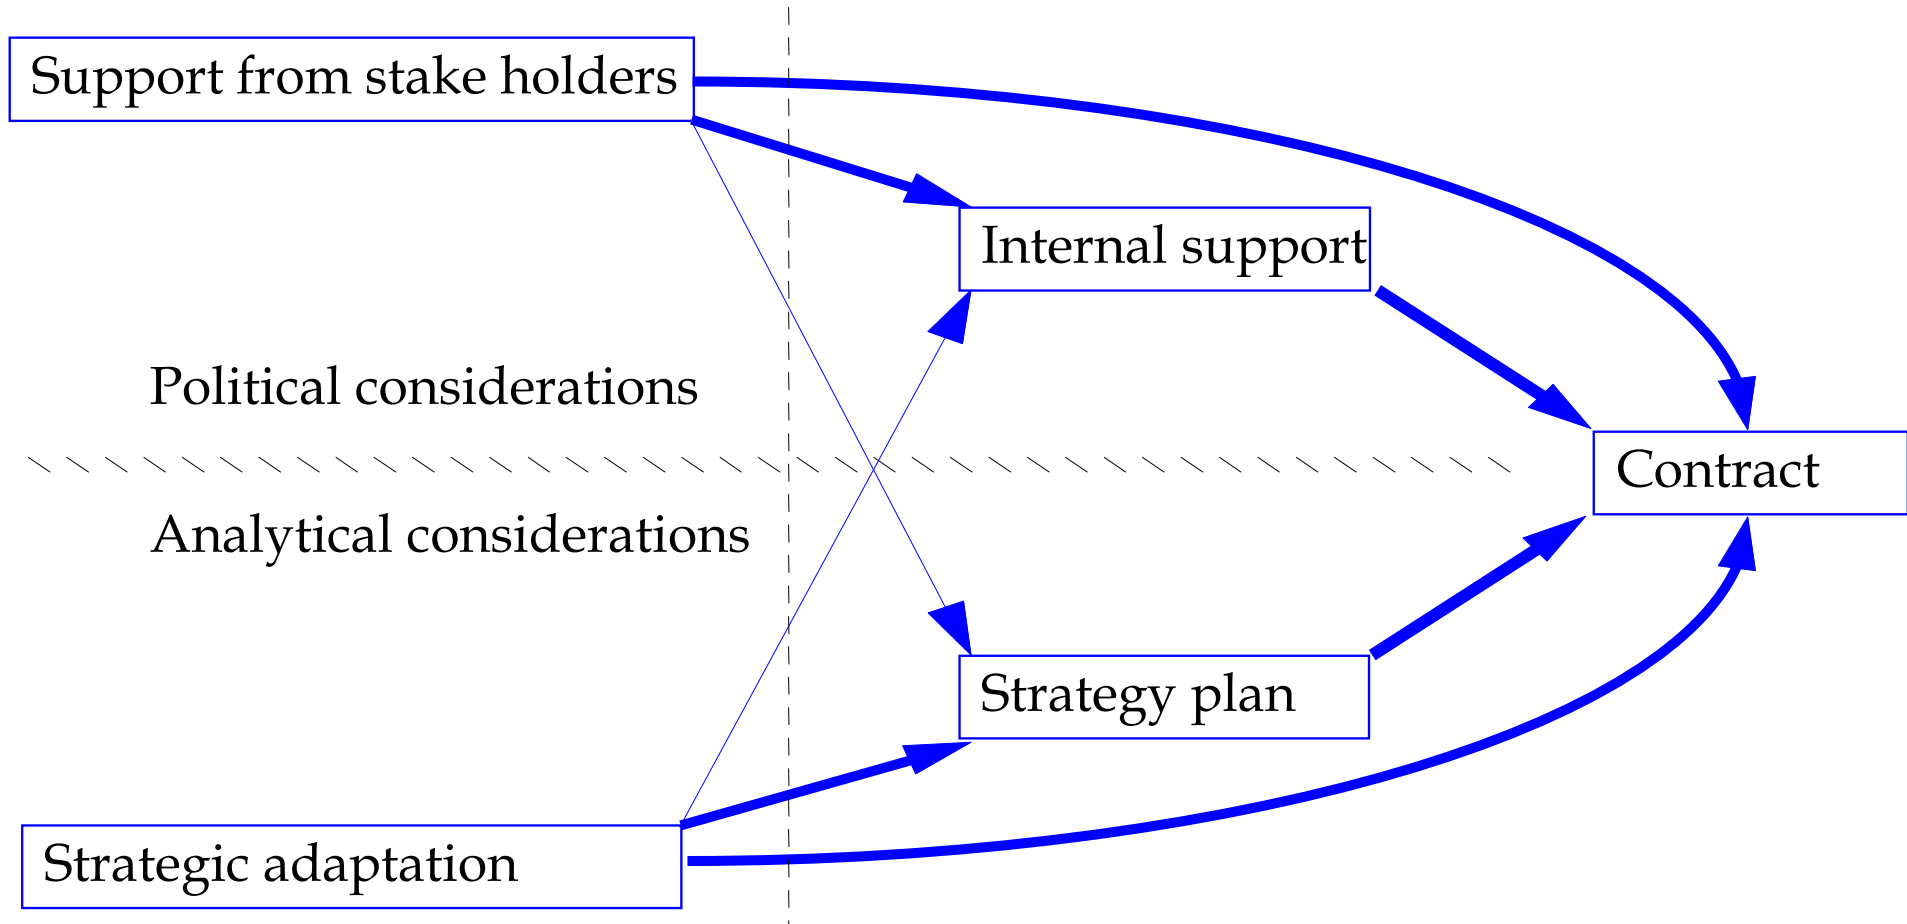 Support from stake holders
Internal support
Political considerations
Contract
Analytical considerations
Strategy plan
Strategic adaptation